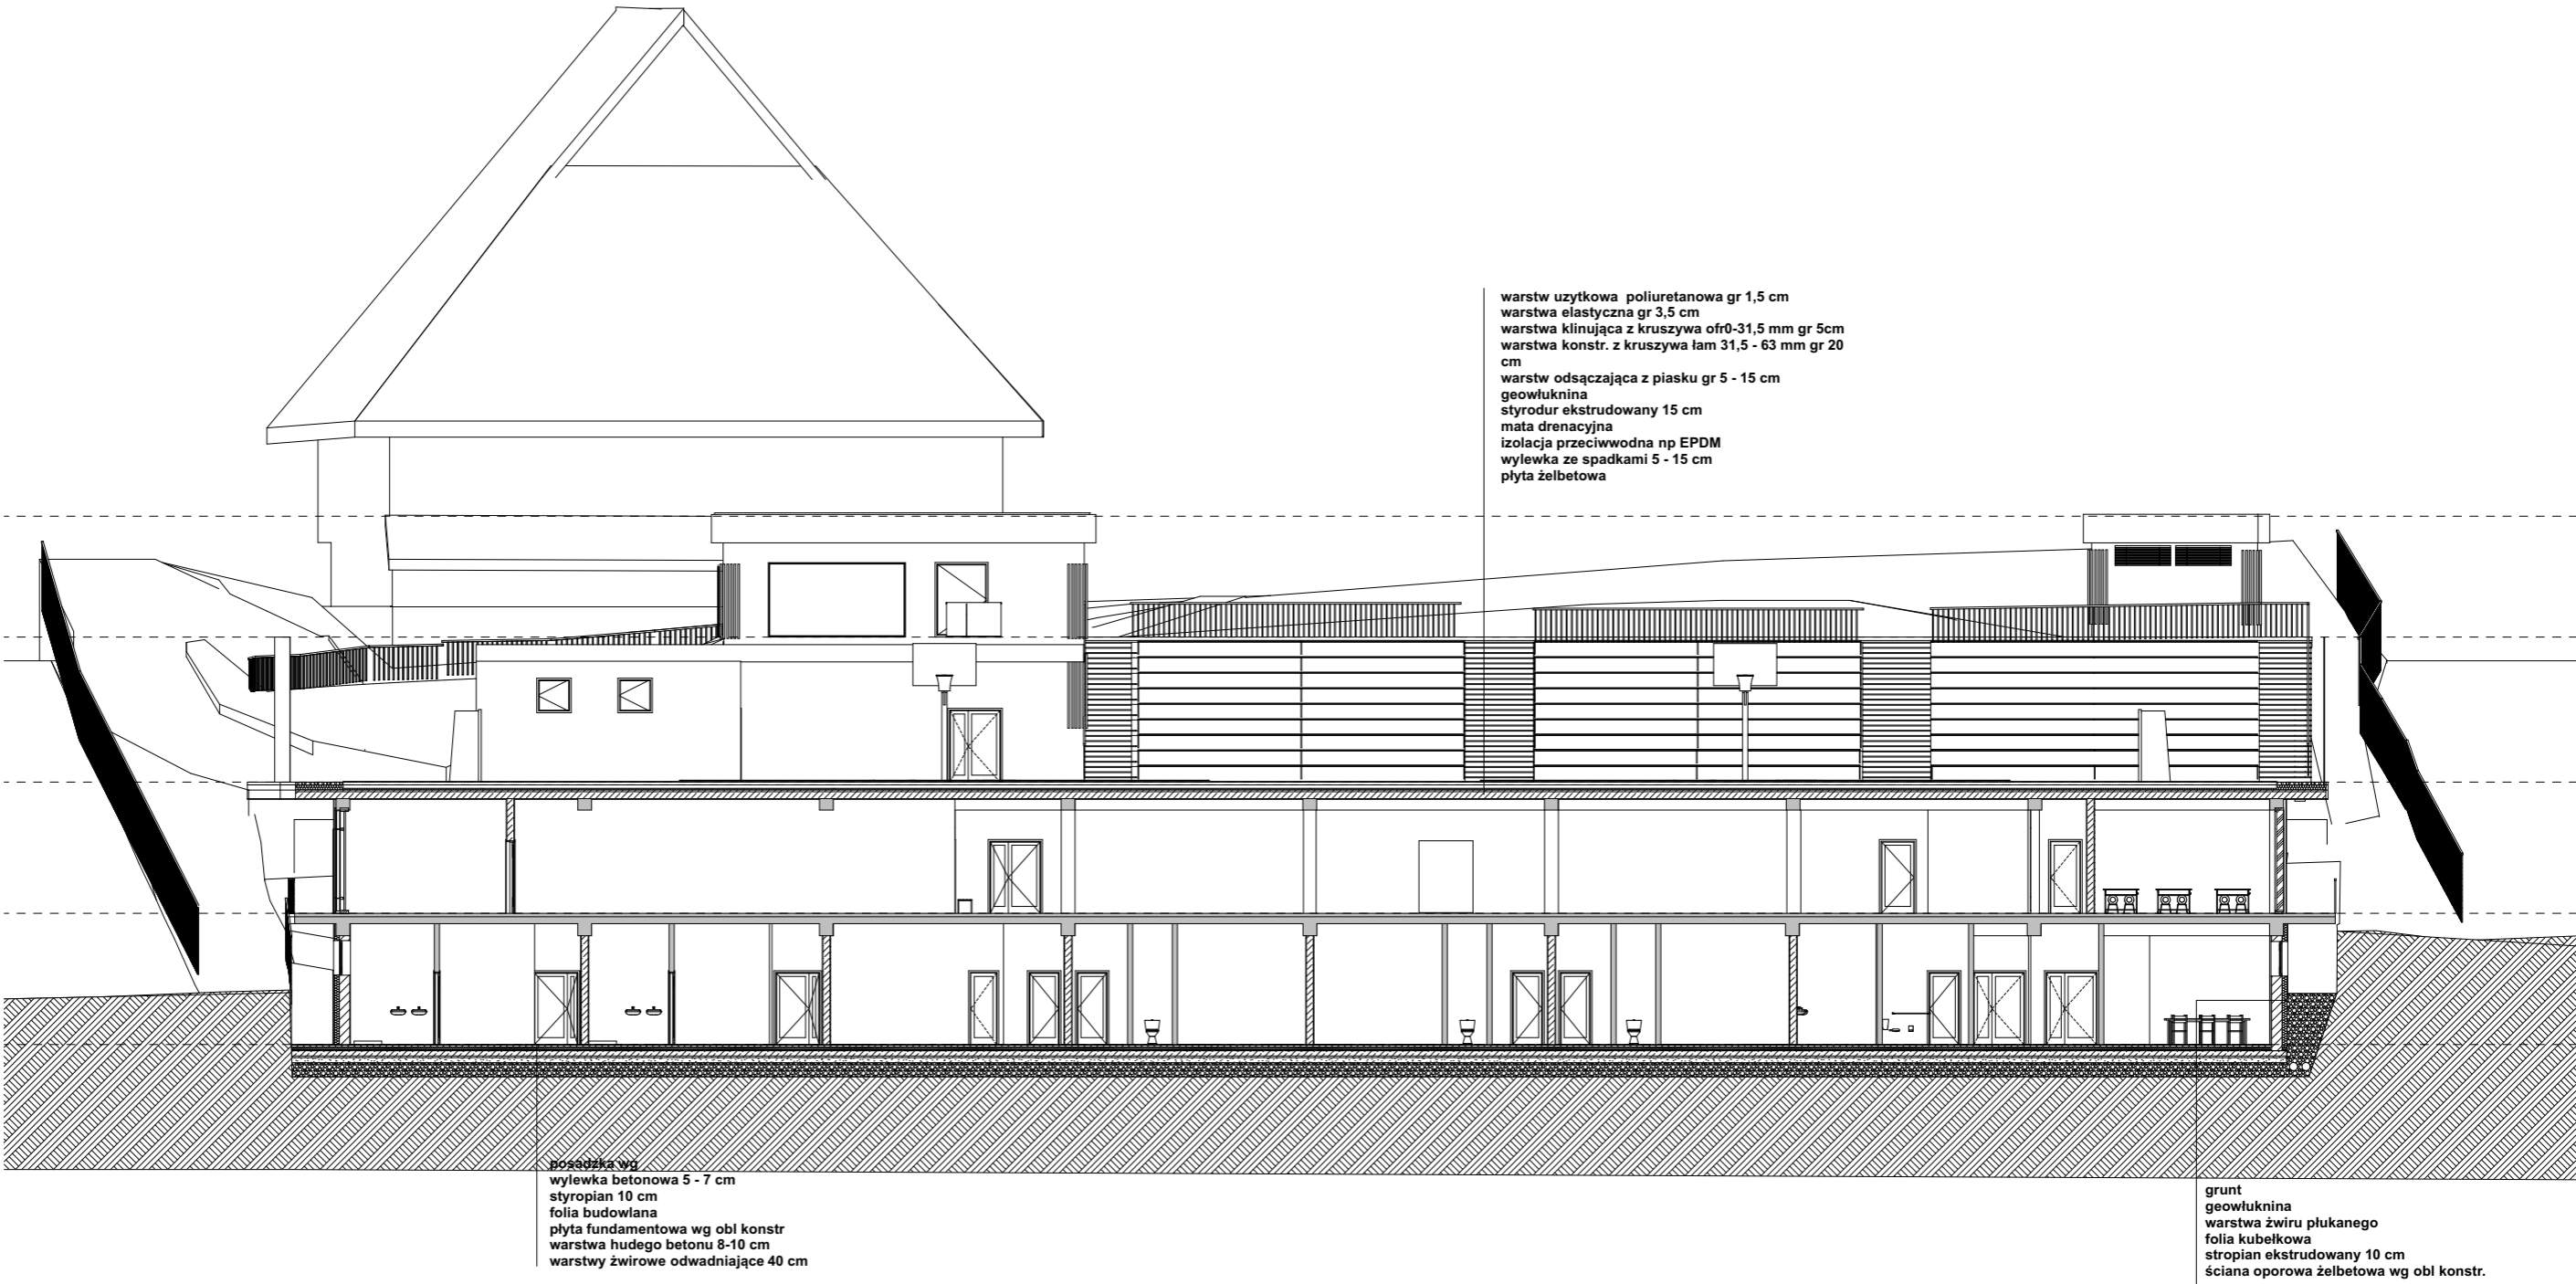 warstw uzytkowa  poliuretanowa gr 1,5 cm
warstwa elastyczna gr 3,5 cm
warstwa klinująca z kruszywa ofr0-31,5 mm gr 5cm
warstwa konstr. z kruszywa łam 31,5 - 63 mm gr 20
cm
warstw odsączająca z piasku gr 5 - 15 cm
geowłuknina
styrodur ekstrudowany 15 cm
mata drenacyjna
izolacja przeciwwodna np EPDM
wylewka ze spadkami 5 - 15 cm
płyta żelbetowa
posadzka wg
wylewka betonowa 5 - 7 cm
styropian 10 cm
folia budowlana
płyta fundamentowa wg obl konstr
warstwa hudego betonu 8-10 cm
warstwy żwirowe odwadniające 40 cm
grunt
geowłuknina
warstwa żwiru płukanego
folia kubełkowa
stropian ekstrudowany 10 cm
ściana oporowa żelbetowa wg obl konstr.